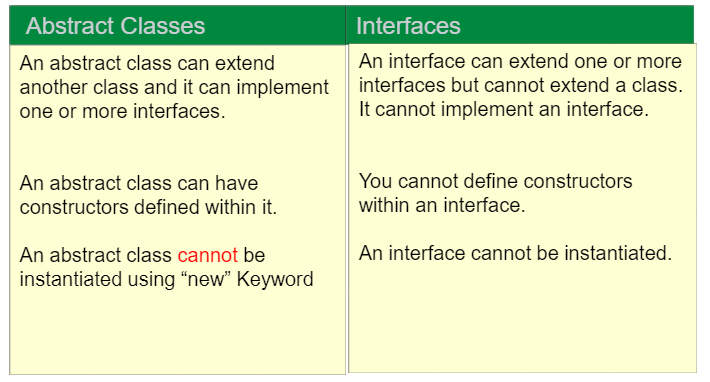 Abstract Classes
Interfaces
An abstract class can extend
another class and it can implement
one or more interfaces.
An interface can extend one or more
interfaces but cannot extend a class.
It cannot implement an interface.
An abstract class can have
constructors defined within it.
You cannot define constructors
within an interface.
An abstract class cannot be
instantiated using “new” Keyword
An interface cannot be instantiated.